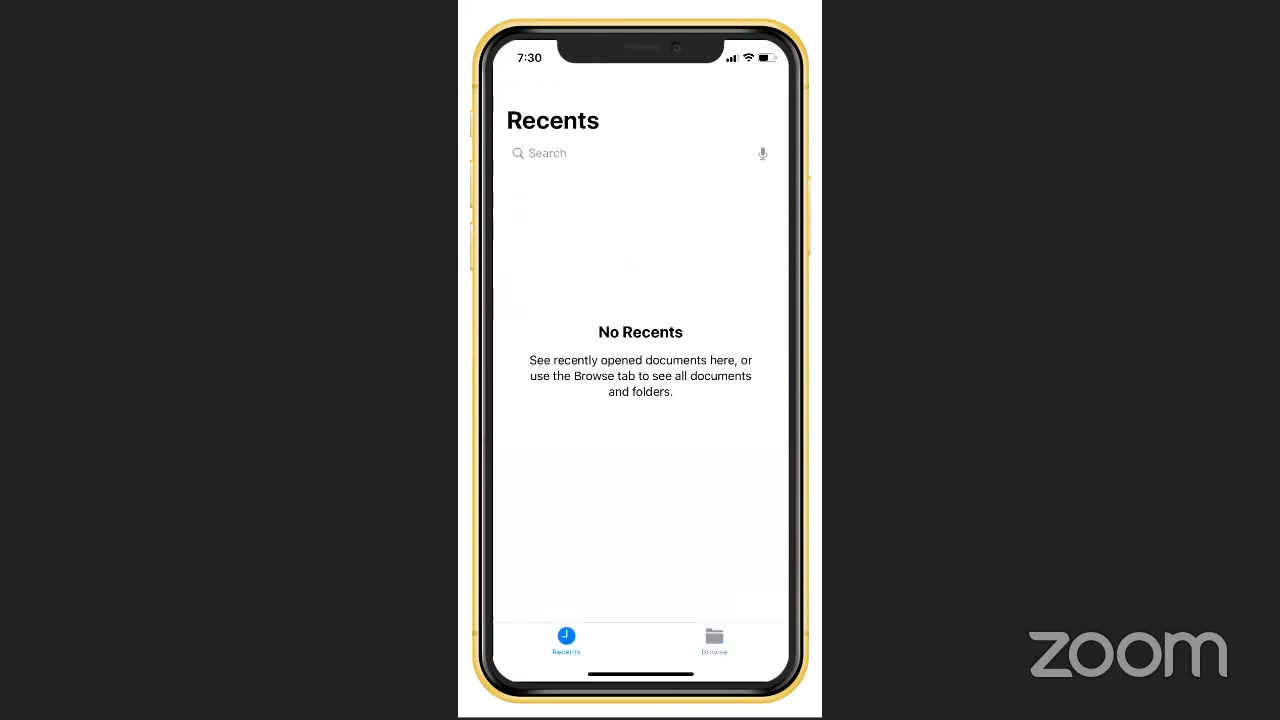 7:30
Recents
Search
No Recents
See recently opened documents here, or
use the Browse tab to see all documents
and folders.
Recents
Browse
zoom